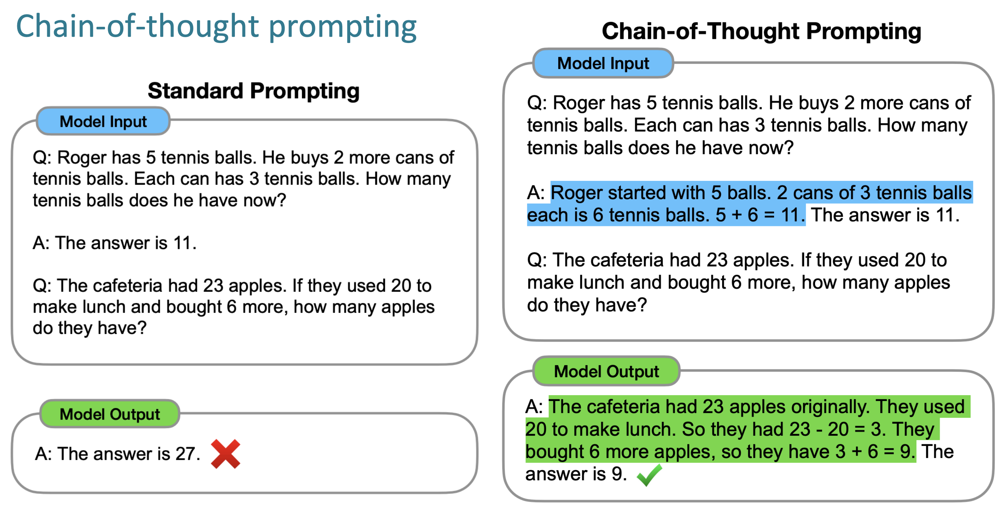 Chain-of-thought prompting
Standard Prompting
Model Input
Q: Roger has 5 tennis balls. He buys 2 more cans of
tennis balls. Each can has 3 tennis balls. How many
tennis balls does he have now?
A: The answer is 11.
Q: The cafeteria had 23 apples. If they used 20 to
make lunch and bought 6 more, how many apples
do they have?
Model Output
A: The answer is 27.
Chain-of-Thought Prompting
Model Input
Q: Roger has 5 tennis balls. He buys 2 more cans of
tennis balls. Each can has 3 tennis balls. How many
tennis balls does he have now?
A: Roger started with 5 balls. 2 cans of 3 tennis balls
each is 6 tennis balls. 5 + 6 = 11. The answer is 11.
Q: The cafeteria had 23 apples. If they used 20 to
make lunch and bought 6 more, how many apples
do they have?
Model Output
A: The cafeteria had 23 apples originally. They used
20 to make lunch. So they had 23 - 20 = 3. They
bought 6 more apples, so they have 3 + 6 = 9. The
answer is 9.